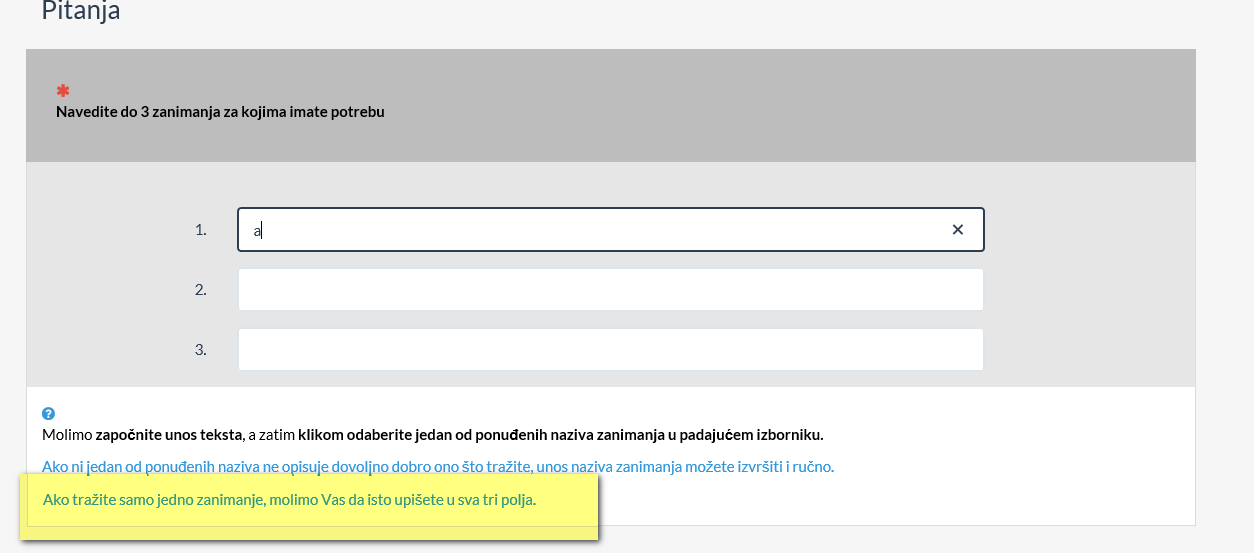 Pitanja
✱
Navedite do 3 zanimanja za kojima imate potrebu
1. a ×
2.
3.
?
Molimo započnite unos teksta, a zatim klikom odaberite jedan od ponuđenih naziva zanimanja u padajućem izborniku.
Ako ni jedan od ponuđenih naziva ne opisuje dovoljno dobro ono što tražite, unos naziva zanimanja možete izvršiti i ručno.
Ako tražite samo jedno zanimanje, molimo Vas da isto upišete u sva tri polja.